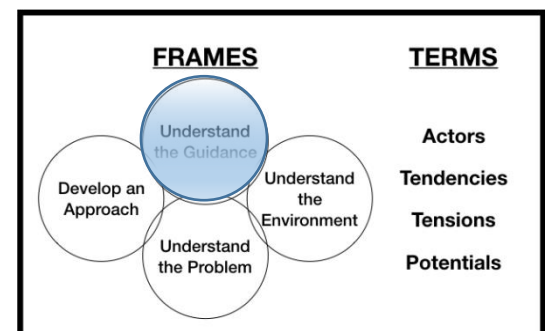 FRAMES
Understand
the Guidance
Develop an
Approach
Understand
the
Environment
Understand
the Problem
TERMS
Actors
Tendencies
Tensions
Potentials